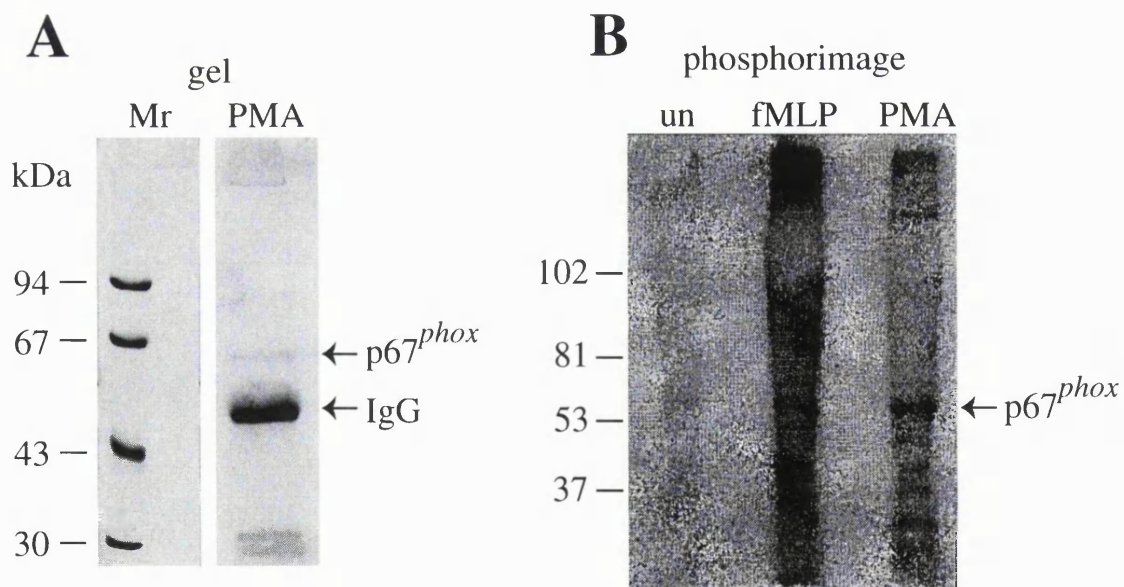 A
gel
Mr PMA
kDa
94
67
43
30
← p67phox
← IgG
B
phosphorimage
un fMLP PMA
102
81
53
37
← p67phox